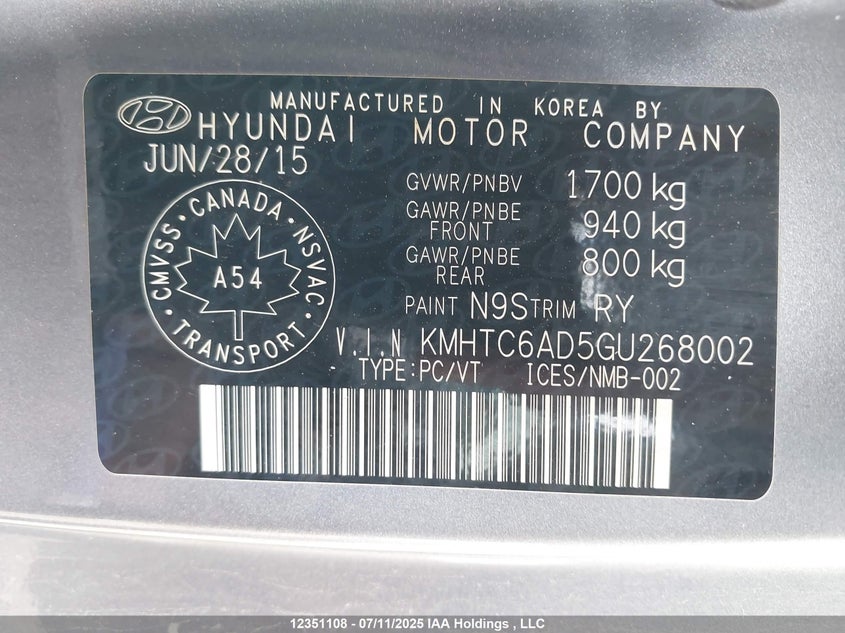 MANUFACTURED IN KOREA BY
HYUNDAI MOTOR COMPANY
JUN/28/15
GVWR/PNBV 1700 kg
GAWR/PNBE FRONT 940 kg
GAWR/PNBE REAR 800 kg
PAINT N9S TRIM RY
CMVSS · CANADA · NSVAC · TRANSPORT ·
A54
V.I.N KMHTC6AD5GU268002
TYPE:PC/VT ICES/NMB-002
12351108 - 07/11/2025 IAA Holdings , LLC